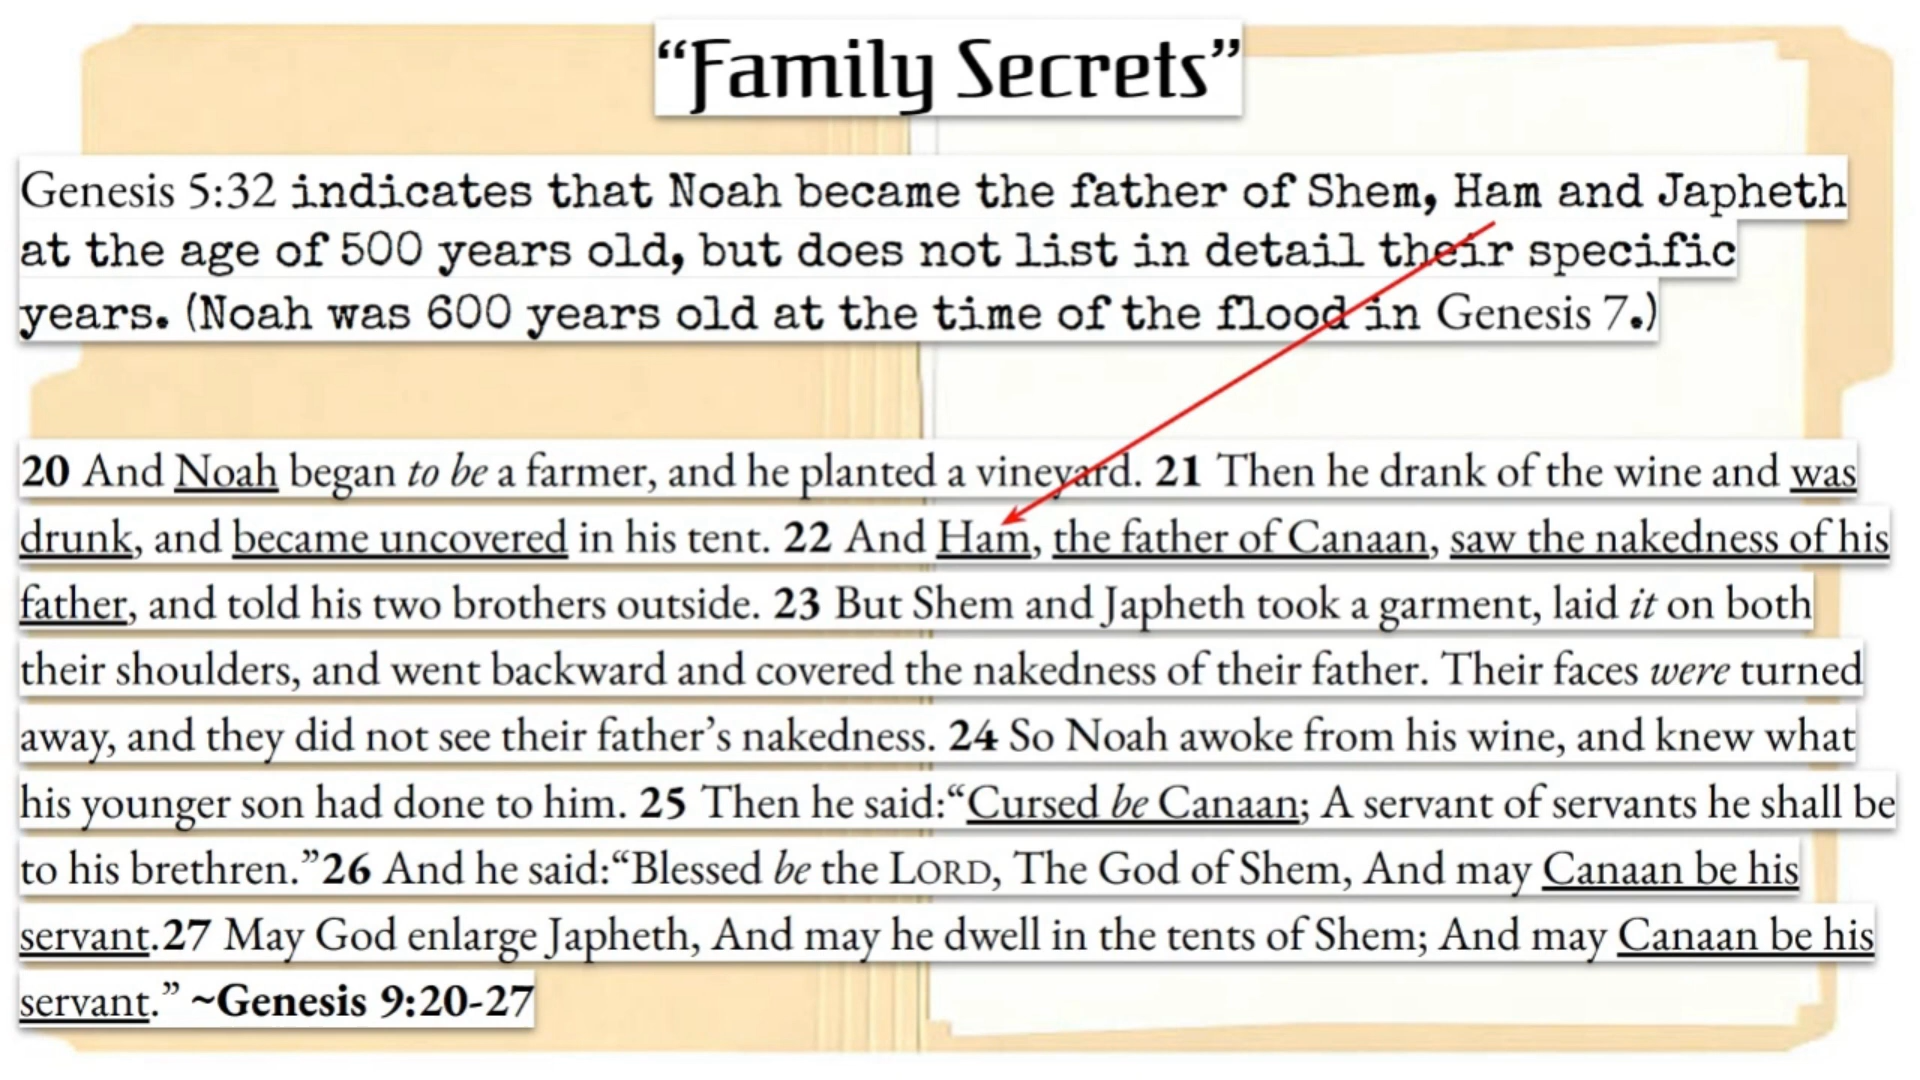 “Family Secrets”
Genesis 5:32 indicates that Noah became the father of Shem, Ham and Japheth
at the age of 500 years old, but does not list in detail their specific
years. (Noah was 600 years old at the time of the flood in Genesis 7.)
20 And Noah began to be a farmer, and he planted a vineyard. 21 Then he drank of the wine and was
drunk, and became uncovered in his tent. 22 And Ham, the father of Canaan, saw the nakedness of his
father, and told his two brothers outside. 23 But Shem and Japheth took a garment, laid it on both
their shoulders, and went backward and covered the nakedness of their father. Their faces were turned
away, and they did not see their father’s nakedness. 24 So Noah awoke from his wine, and knew what
his younger son had done to him. 25 Then he said:“Cursed be Canaan; A servant of servants he shall be
to his brethren.”26 And he said:“Blessed be the LORD, The God of Shem, And may Canaan be his
servant.27 May God enlarge Japheth, And may he dwell in the tents of Shem; And may Canaan be his
servant.” ~Genesis 9:20-27